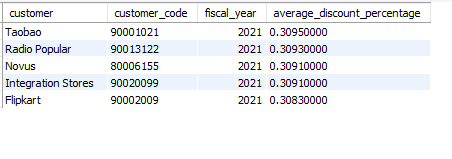 customer customer_code fiscal_year average_discount_percentage
Taobao 90001021 2021 0.30950000
Radio Popular 90013122 2021 0.30930000
Novus 80006155 2021 0.30910000
Integration Stores 90020099 2021 0.30910000
Flipkart 90002009 2021 0.30830000